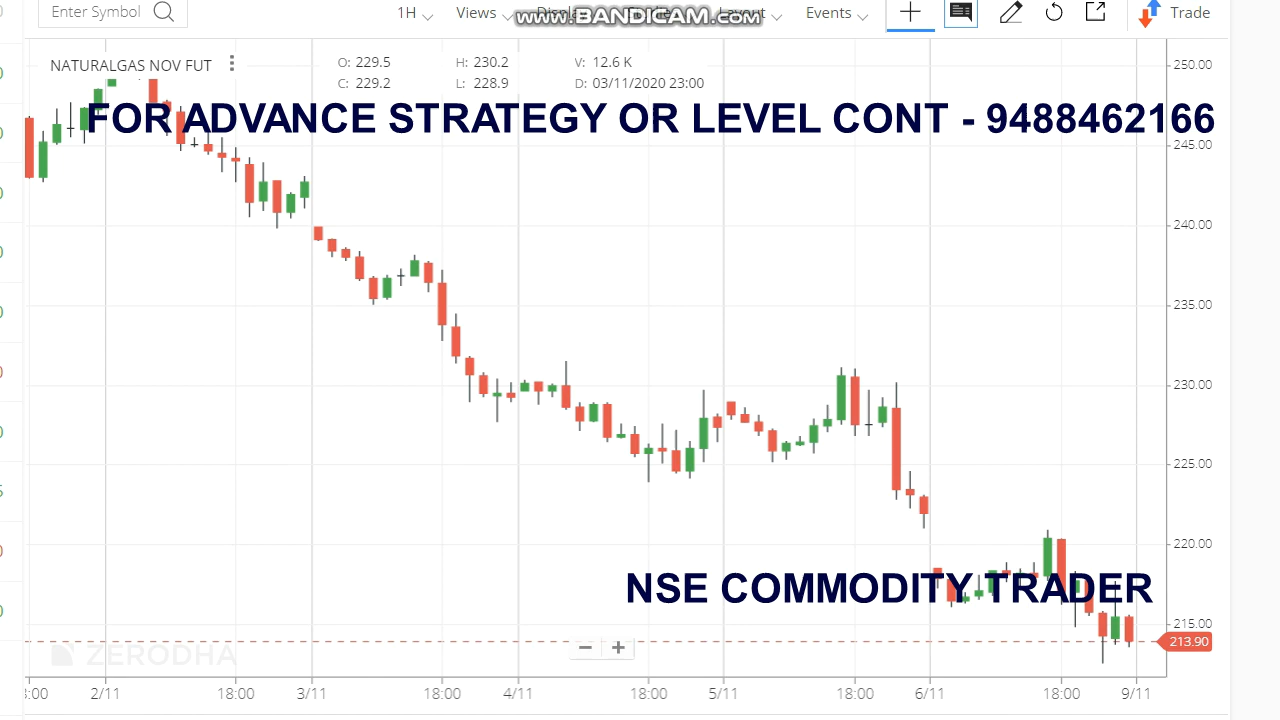 Enter Symbol
1H
Views
Display
www.BANDICAM.com
Layout
Events
Trade
NATURALGAS NOV FUT
O: 229.5
H: 230.2
V: 12.6 K
C: 229.2
L: 228.9
D: 03/11/2020 23:00
250.00
FOR ADVANCE STRATEGY OR LEVEL CONT - 9488462166
245.00
240.00
235.00
230.00
225.00
220.00
NSE COMMODITY TRADER
215.00
213.90
ZERODHA
3:00
2/11
18:00
3/11
18:00
4/11
18:00
5/11
18:00
6/11
18:00
9/11